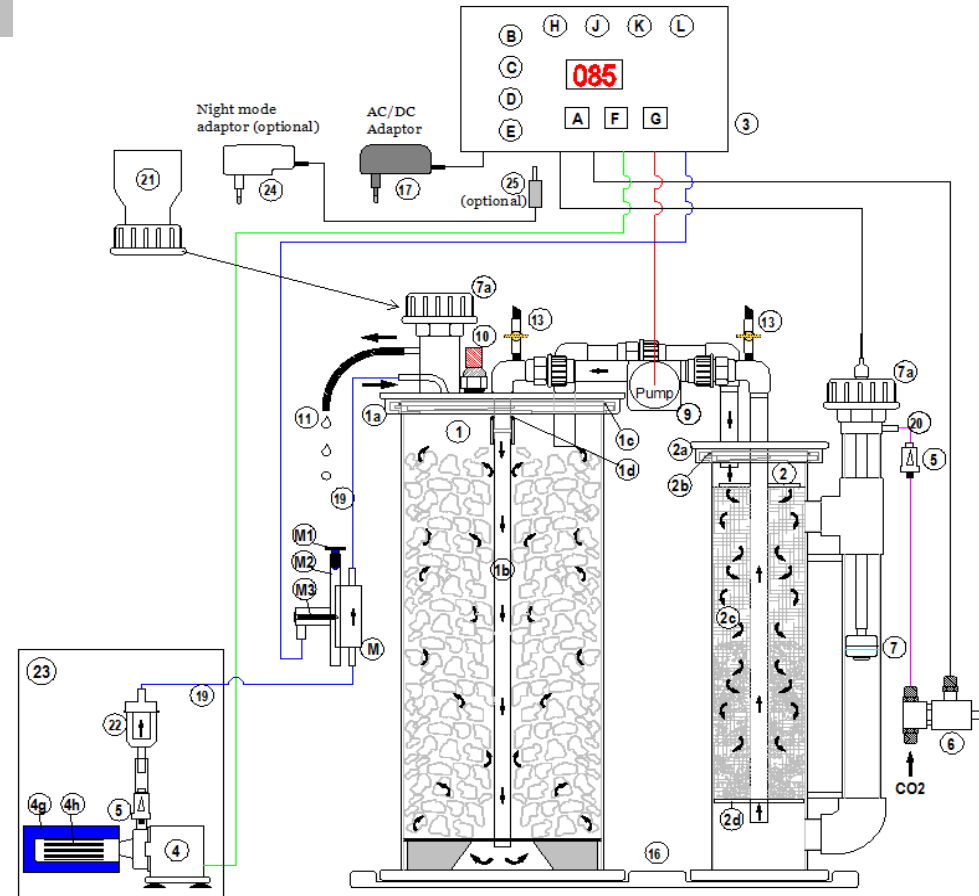 H J K L
B
C
085
D
A F G
E
3
Night mode
adaptor (optional)
AC/DC
Adaptor
21
24
17
25
(optional)
7a
13
13
10
7a
Pump
11
1a
9
20
1
1c
2a
5
1d
2b
2
19
M1
M2
1b
M3
2c
M
7
23
19
22
6
CO2
5
4g 4h
2d
4
16